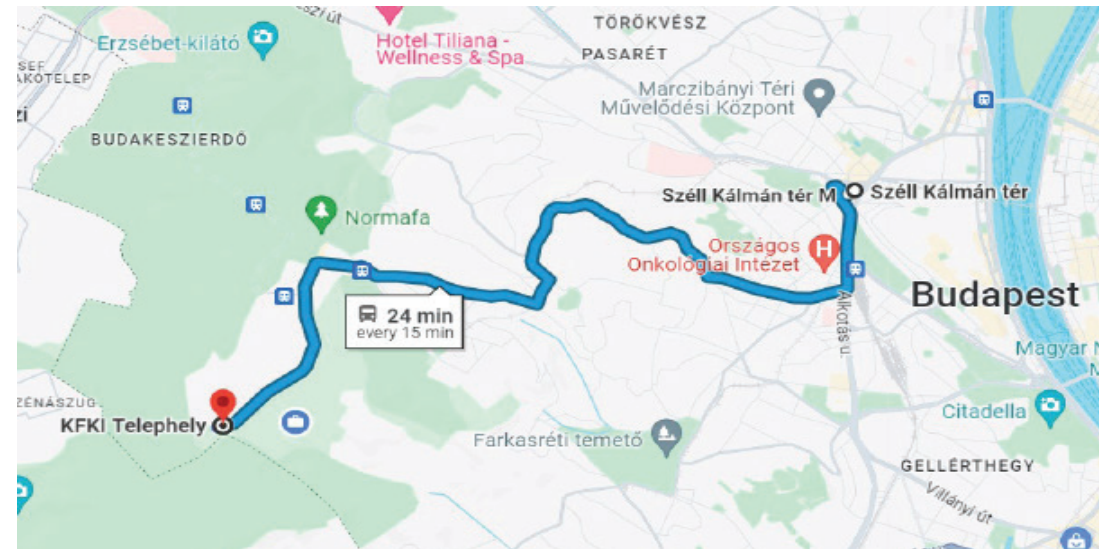 TÖRÖKVÉSZ
Erzsébet-kilátó
Hotel Tiliana -
Wellness & Spa
PASARÉT
Marczibányi Téri
Művelődési Központ
BUDAKESZIERDŐ
Széll Kálmán tér M
Széll Kálmán tér
Normafa
Országos
Onkológiai Intézet
H
Budapest
24 min
every 15 min
Alkotás u.
Magyar
KFKI Telephely
Citadella
Farkasréti temető
GELLÉRTHEGY
Villányi út